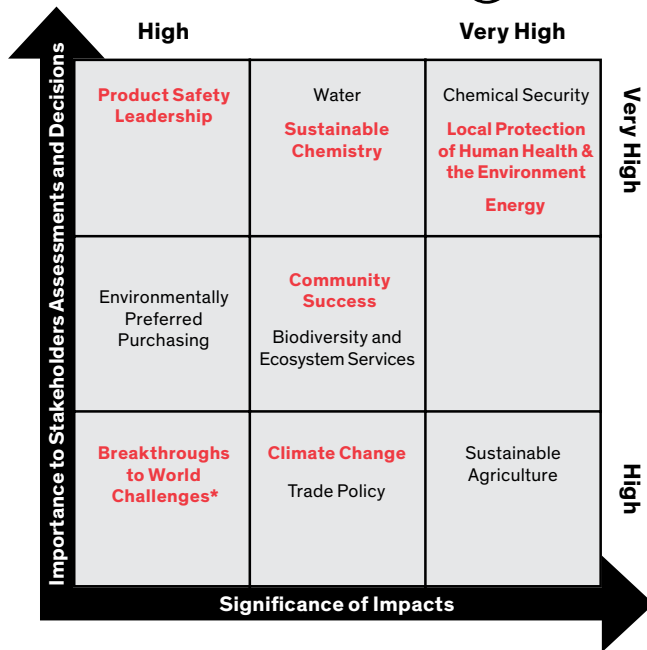 High
Very High
Product Safety
Leadership
Water
Sustainable
Chemistry
Chemical Security
Local Protection
of Human Health &
the Environment
Energy
Very High
Environmentally
Preferred
Purchasing
Community
Success
Biodiversity and
Ecosystem Services
Breakthroughs
to World
Challenges*
Climate Change
Trade Policy
Sustainable
Agriculture
High
Importance to Stakeholders Assessments and Decisions
Significance of Impacts